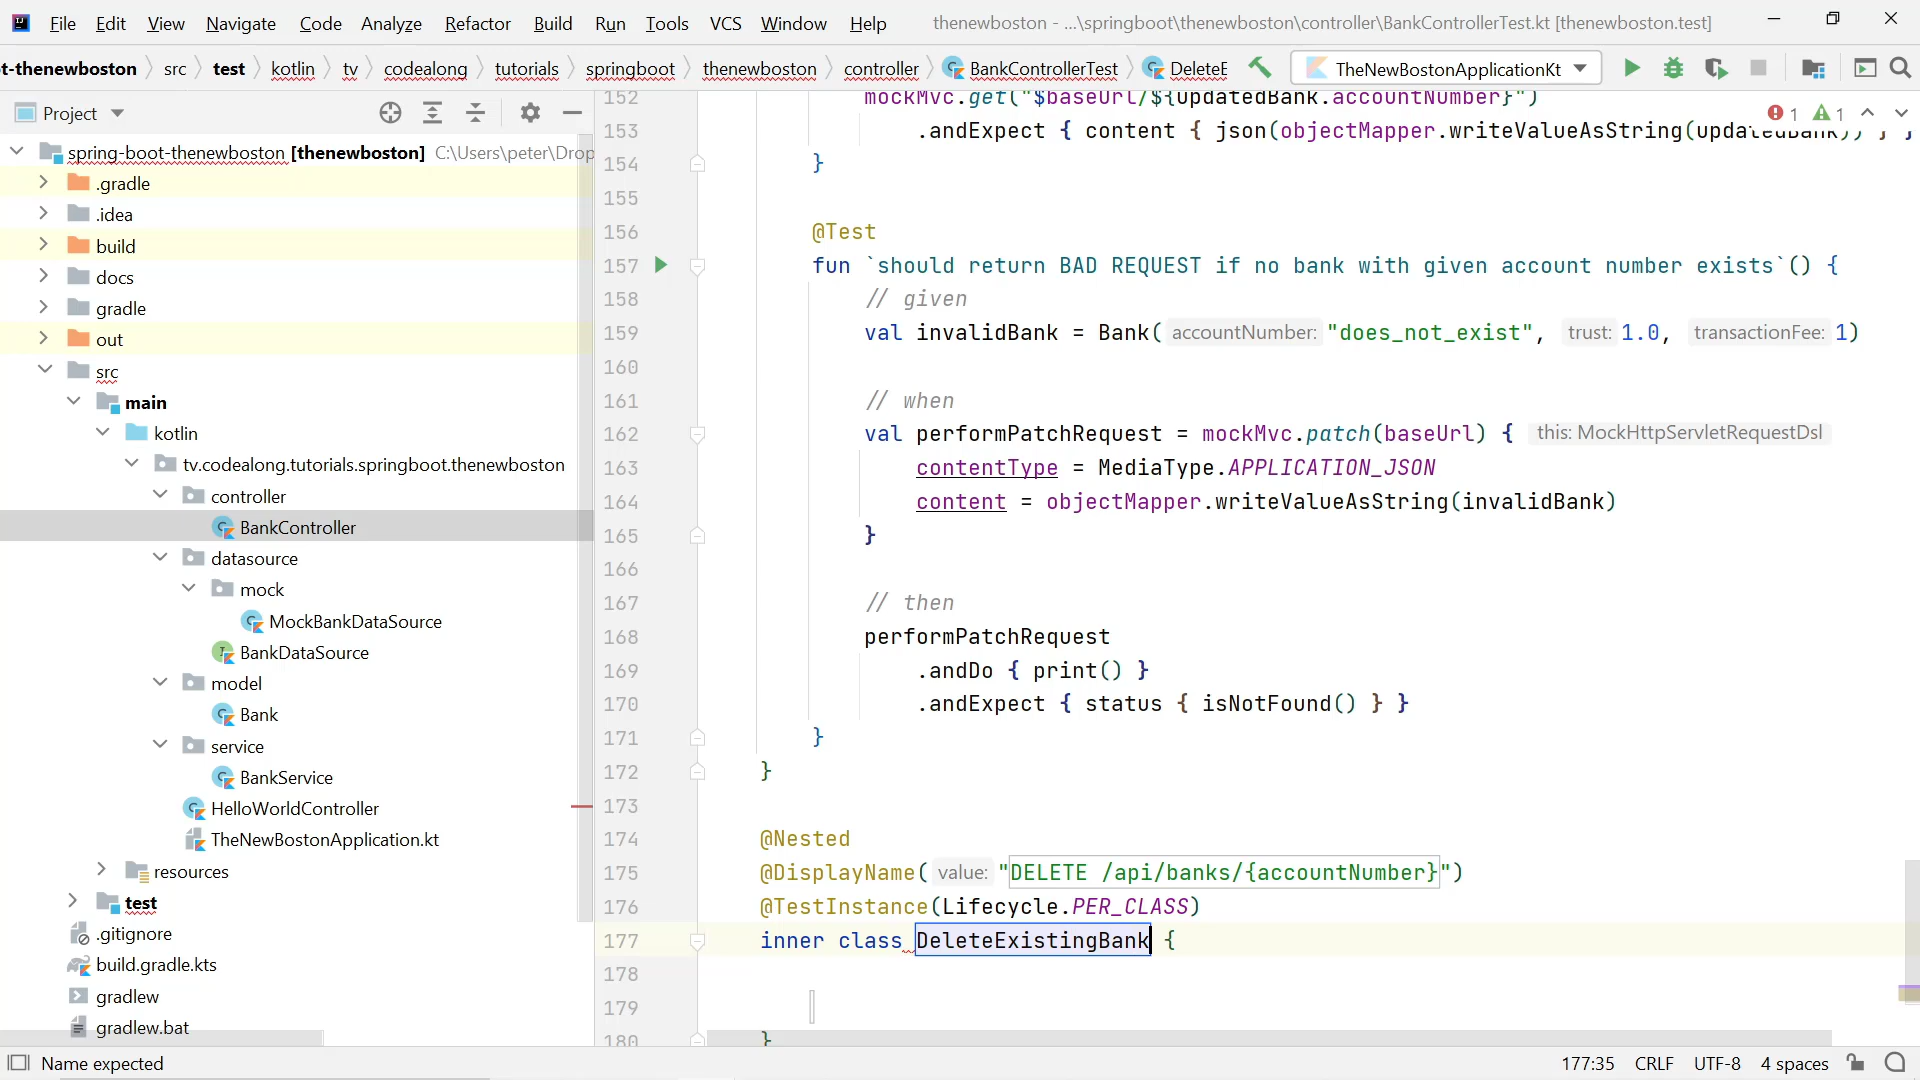 File Edit View Navigate Code Analyze Refactor Build Run Tools VCS Window Help thenewboston - ...\springboot\thenewboston\controller\BankControllerTest.kt [thenewboston.test]
t-thenewboston src test kotlin tv codealong tutorials springboot thenewboston controller BankControllerTest DeleteE TheNewBostonApplicationKt
Project
spring-boot-thenewboston [thenewboston] C:\Users\peter\Drop
.gradle
.idea
build
docs
gradle
out
src
main
kotlin
tv.codealong.tutorials.springboot.thenewboston
controller
BankController
datasource
mock
MockBankDataSource
BankDataSource
model
Bank
service
BankService
HelloWorldController
TheNewBostonApplication.kt
resources
test
.gitignore
build.gradle.kts
gradlew
gradlew.bat
1 1
152 mockMvc.get("$baseUrl/${updatedBank.accountNumber}")
153 .andExpect { content { json(objectMapper.writeValueAsString(updatedBank)) } }
154 }
155
156 @Test
157 fun `should return BAD REQUEST if no bank with given account number exists`() {
158 // given
159 val invalidBank = Bank( accountNumber: "does_not_exist", trust: 1.0, transactionFee: 1)
160
161 // when
162 val performPatchRequest = mockMvc.patch(baseUrl) { this: MockHttpServletRequestDsl
163 contentType = MediaType.APPLICATION_JSON
164 content = objectMapper.writeValueAsString(invalidBank)
165 }
166
167 // then
168 performPatchRequest
169 .andDo { print() }
170 .andExpect { status { isNotFound() } }
171 }
172 }
173
174 @Nested
175 @DisplayName( value: "DELETE /api/banks/{accountNumber}")
176 @TestInstance(Lifecycle.PER_CLASS)
177 inner class DeleteExistingBank {
178
179
180 }
Name expected 177:35 CRLF UTF-8 4 spaces